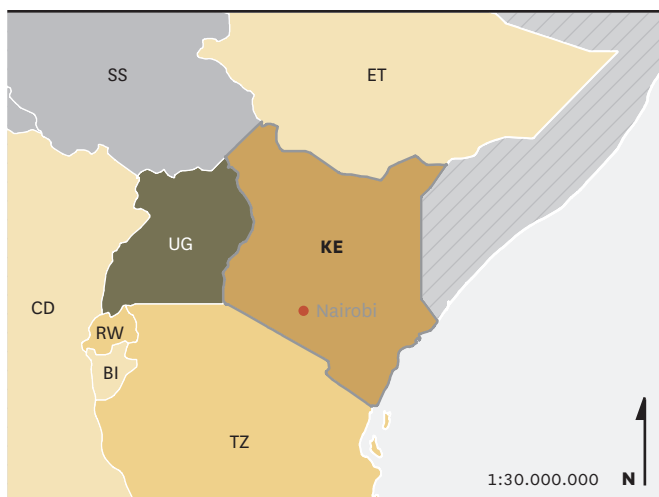 SS
ET
UG
KE
CD
Nairobi
RW
BI
TZ
1:30.000.000 N